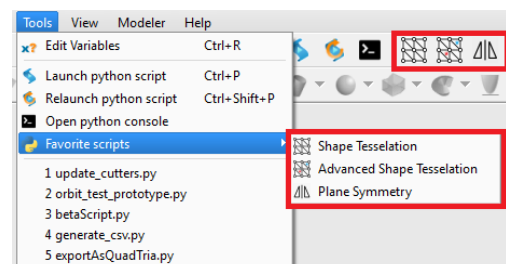 Tools View Modeler Help
Edit Variables Ctrl+R
Launch python script Ctrl+P
Relaunch python script Ctrl+Shift+P
Open python console
Favorite scripts
Shape Tesselation
Advanced Shape Tesselation
Plane Symmetry
1 update_cutters.py
2 orbit_test_prototype.py
3 betaScript.py
4 generate_csv.py
5 exportAsQuadTria.py